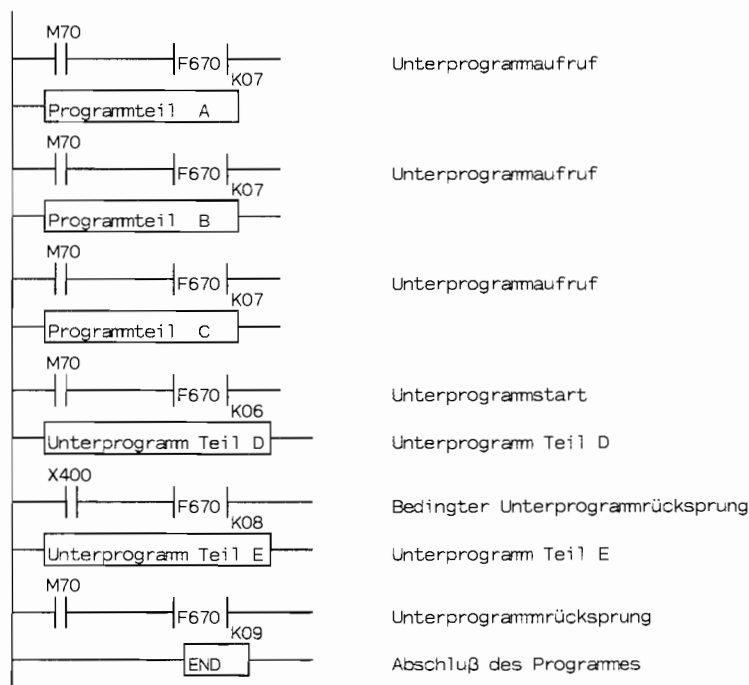 M70
F670 Unterprogrammaufruf
K07
Programmteil A
M70
F670 Unterprogrammaufruf
K07
Programmteil B
M70
F670 Unterprogrammaufruf
K07
Programmteil C
M70
F670 Unterprogrammstart
K06
Unterprogramm Teil D Unterprogramm Teil D
X400
F670 Bedingter Unterprogrammrücksprung
K08
Unterprogramm Teil E Unterprogramm Teil E
M70
F670 Unterprogrammrücksprung
K09
END Abschluß des Programmes